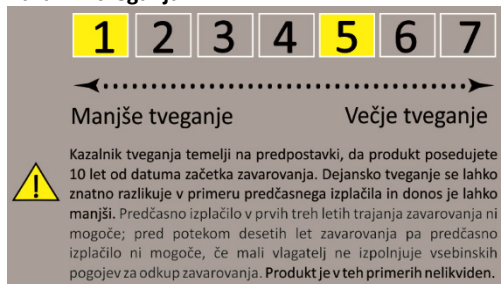 1 2 3 4 5 6 7
Manjše tveganje Večje tveganje
Kazalnik tveganja temelji na predpostavki, da produkt posedujete
10 let od datuma začetka zavarovanja. Dejansko tveganje se lahko
znatno razlikuje v primeru predčasnega izplačila in donos je lahko
manjši. Predčasno izplačilo v prvih treh letih trajanja zavarovanja ni
mogoče; pred potekom desetih let zavarovanja pa predčasno
izplačilo ni mogoče, če mali vlagatelj ne izpolnjuje vsebinskih
pogojev za odkup zavarovanja. Produkt je v teh primerih nelikviden.